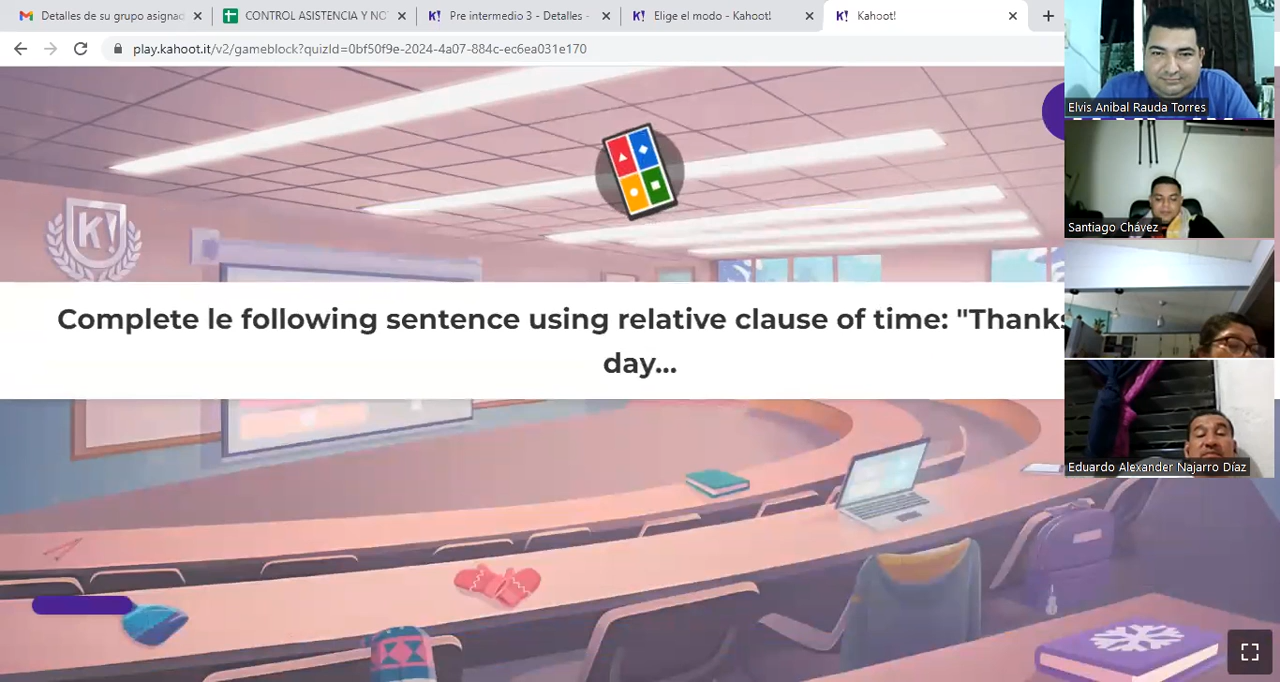 Detalles de su grupo asignad
CONTROL ASISTENCIA Y NO
Pre intermedio 3 - Detalles -
Elige el modo - Kahoot!
Kahoot!
play.kahoot.it/v2/gameblock?quizId=0bf50f9e-2024-4a07-884c-ec6ea031e170
K!
Complete le following sentence using relative clause of time: "Thanks
day...
Elvis Anibal Rauda Torres
Santiago Chávez
Eduardo Alexander Najarro Díaz